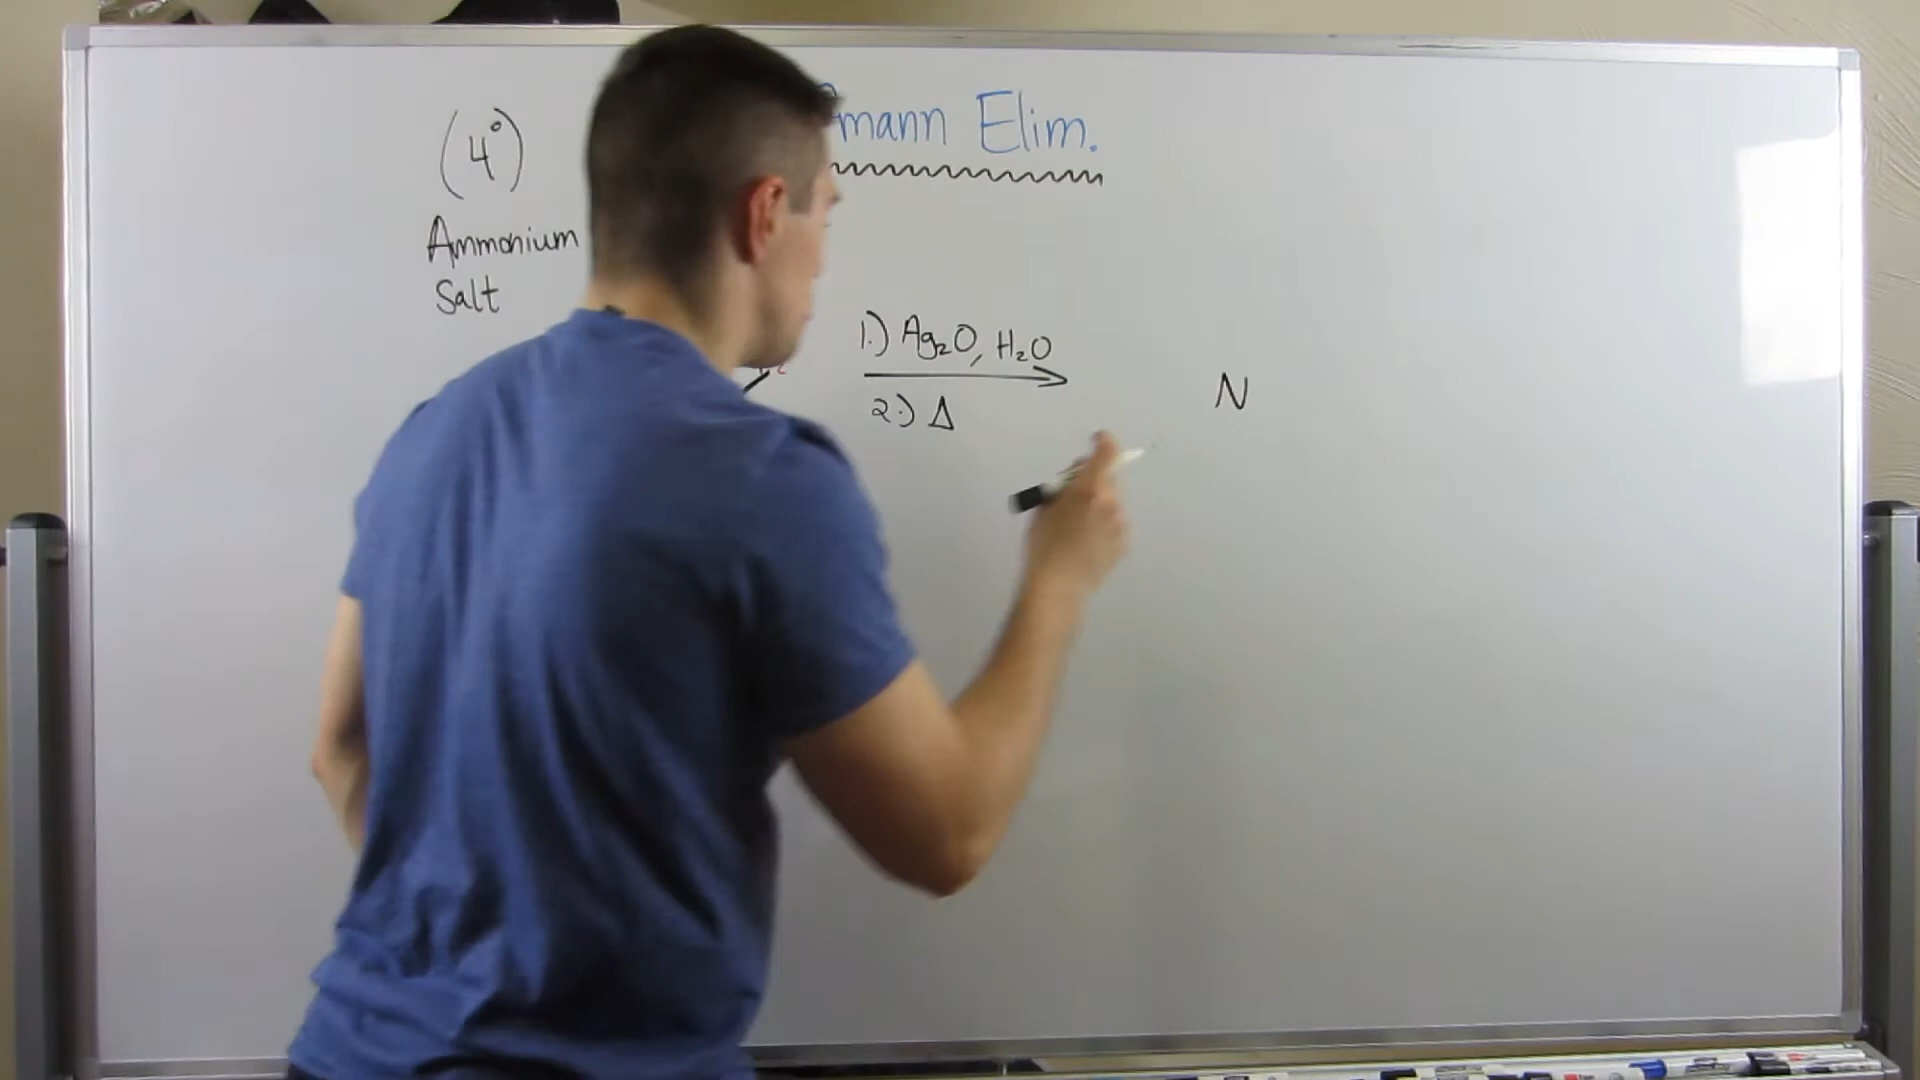 mann Elim.
(4°)
Ammonium
Salt
1.) Ag₂O, H₂O
2.) Δ
N